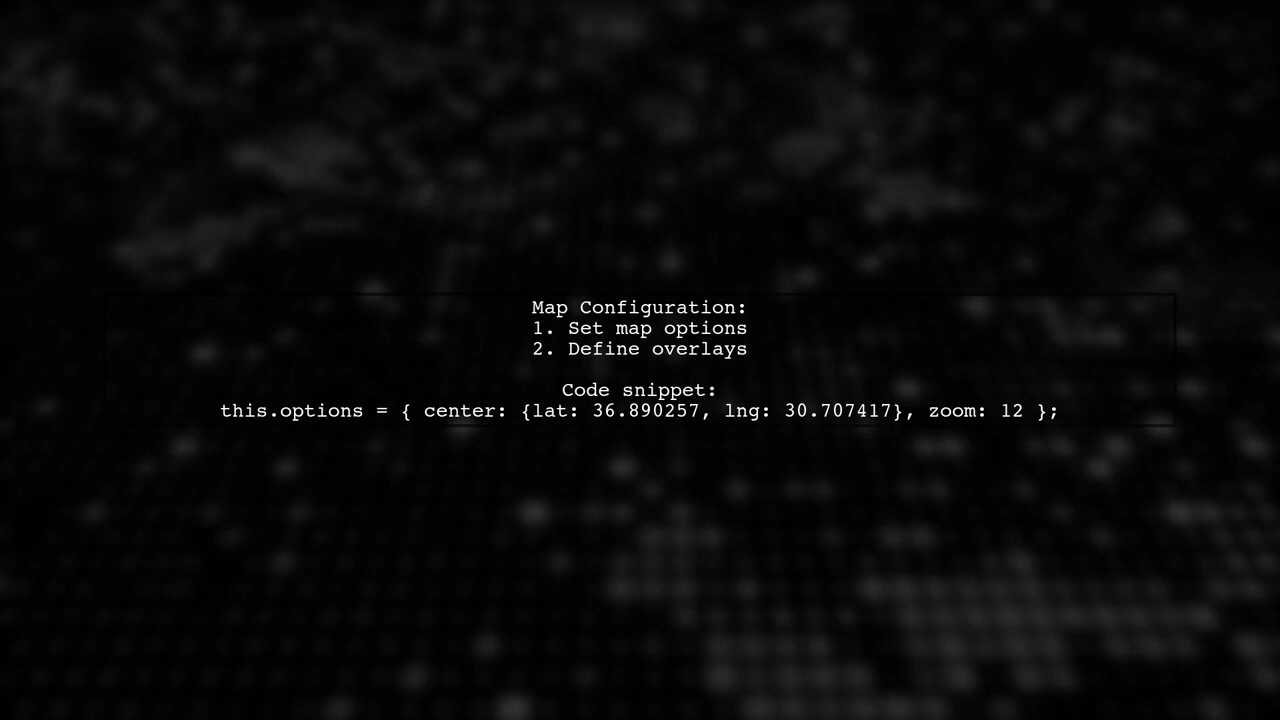 Map Configuration:
1. Set map options
2. Define overlays
Code snippet:
this.options = { center: {lat: 36.890257, lng: 30.707417}, zoom: 12 };